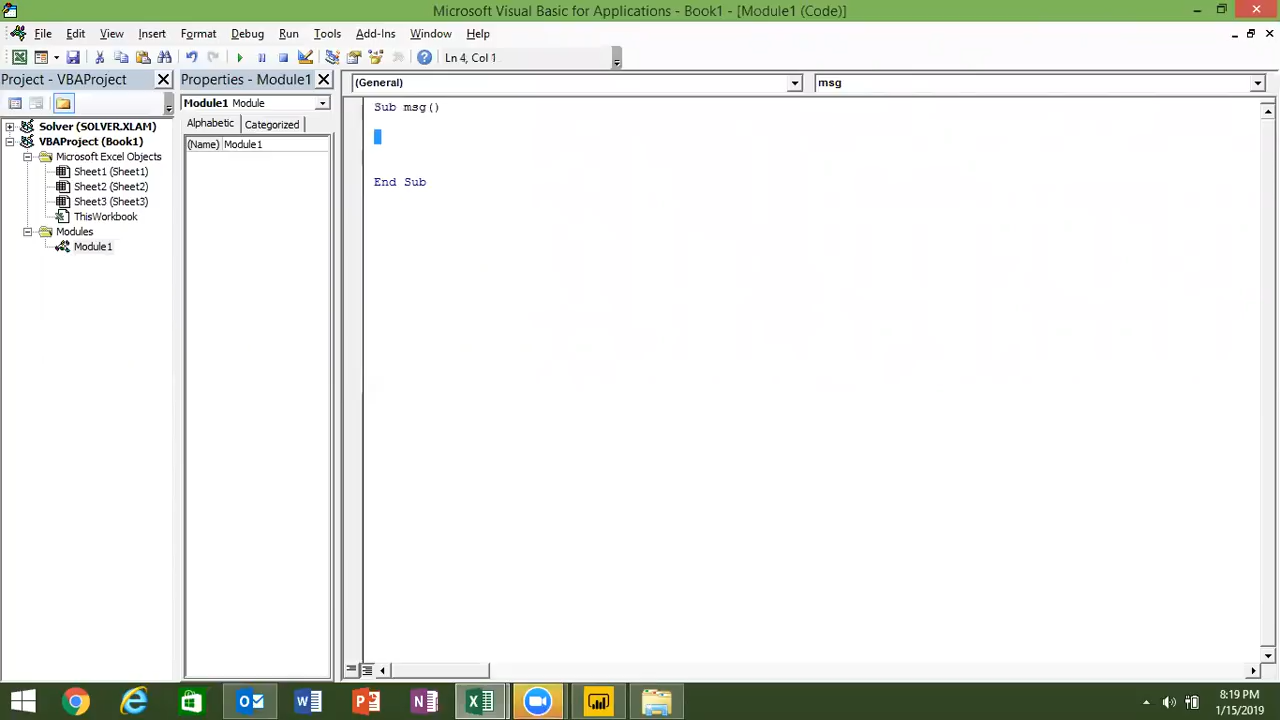 Microsoft Visual Basic for Applications - Book1 - [Module1 (Code)]
File Edit View Insert Format Debug Run Tools Add-Ins Window Help
Ln 4, Col 1
Project - VBAProject
Properties - Module1
(General)
msg
Module1 Module
Alphabetic
Categorized
(Name) Module1
Solver (SOLVER.XLAM)
VBAProject (Book1)
Microsoft Excel Objects
Sheet1 (Sheet1)
Sheet2 (Sheet2)
Sheet3 (Sheet3)
ThisWorkbook
Modules
Module1
Sub msg()
End Sub
8:19 PM
1/15/2019